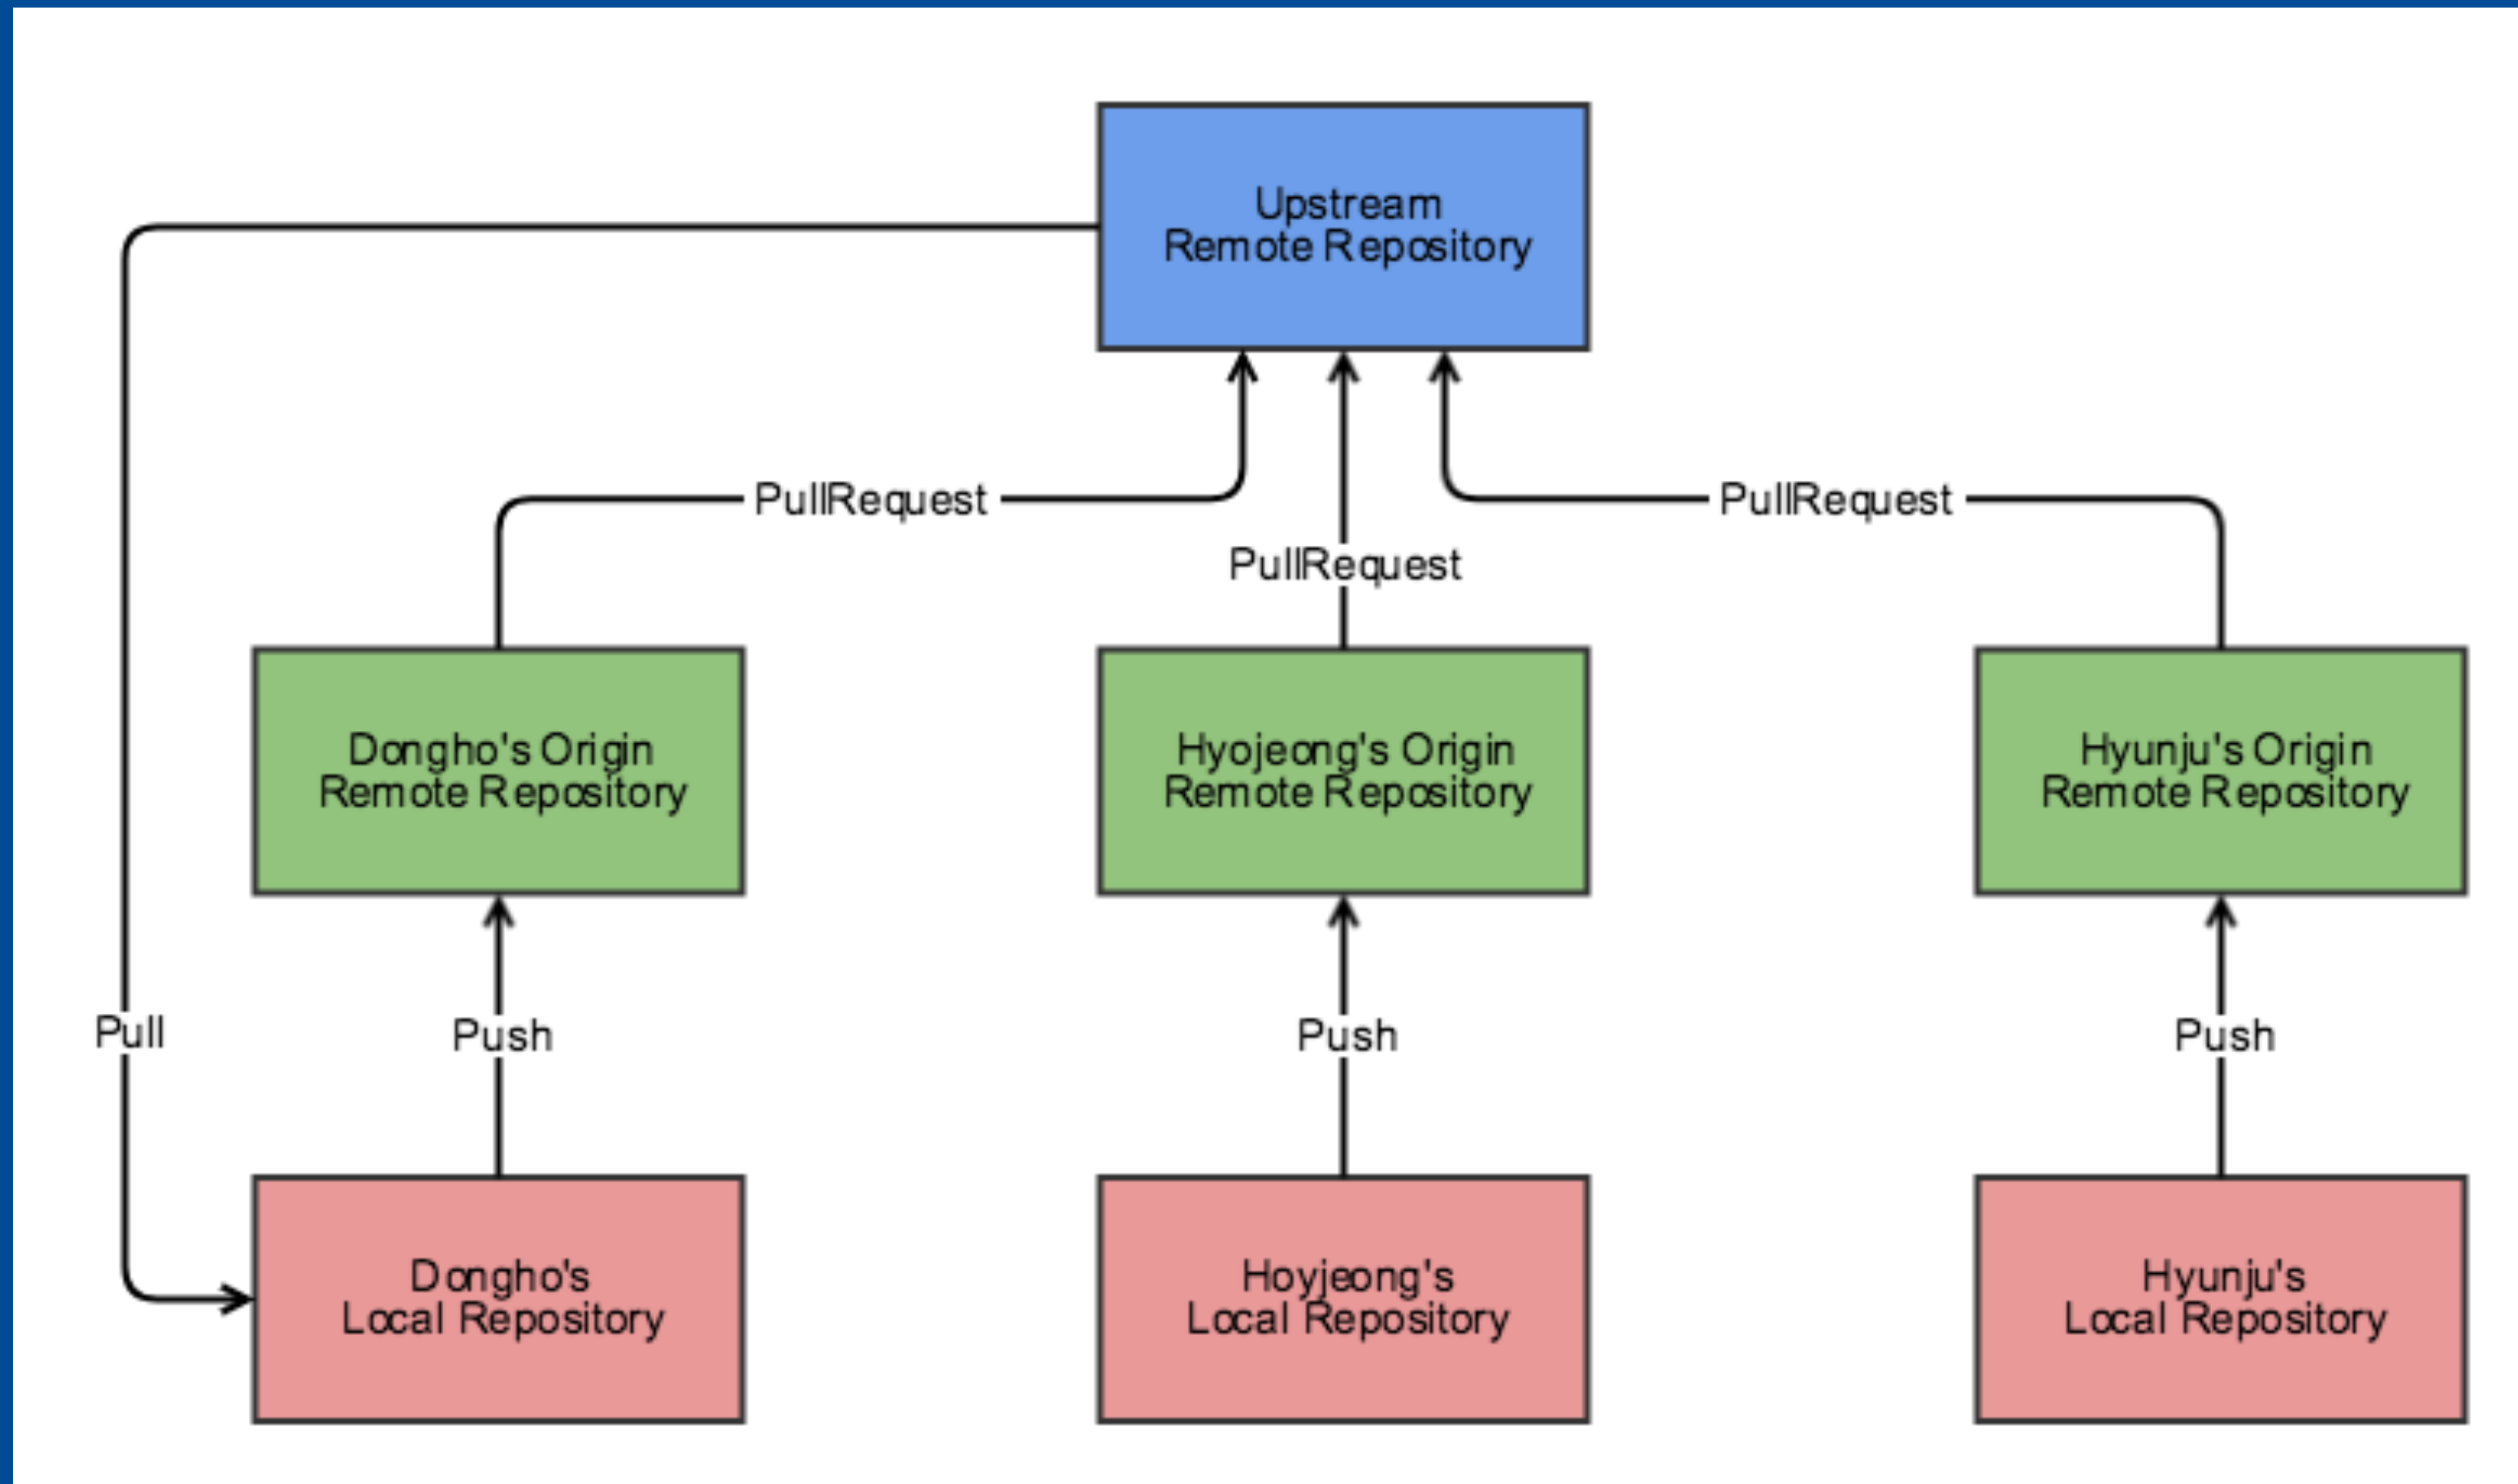 Upstream
Remote Repository
PullRequest
PullRequest
PullRequest
Dongho's Origin
Remote Repository
Hyojeong's Origin
Remote Repository
Hyunju's Origin
Remote Repository
Pull
Push
Push
Push
Dongho's
Local Repository
Hoyjeong's
Local Repository
Hyunju's
Local Repository